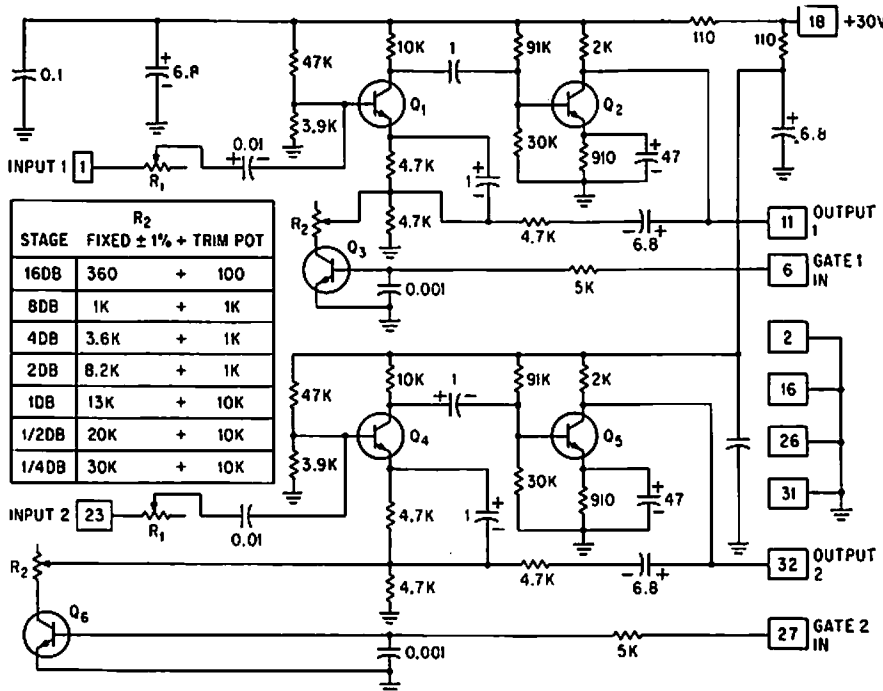 18 +30V
110
110
10K
1
91K
2K
47K
0.1
+ 6.8 -
Q1
Q2
3.9K
0.01
+ -
30K
910
+ 47 -
+ 6.8
INPUT 1 1
R1
4.7K
+ 1 -
R2
4.7K
4.7K
- 6.8 +
11 OUTPUT 1
Q3
0.001
5K
6 GATE 1 IN
R2
STAGE FIXED ± 1% + TRIM POT
16DB 360 + 100
8DB 1K + 1K
4DB 3.6K + 1K
2DB 8.2K + 1K
1DB 13K + 10K
1/2DB 20K + 10K
1/4DB 30K + 10K
2
16
26
31
10K
+ 1 -
91K
2K
47K
Q4
Q5
3.9K
30K
910
+ 47 -
INPUT 2 23
R1
0.01
4.7K
+ 1 -
R2
4.7K
4.7K
- 6.8 +
32 OUTPUT 2
Q6
0.001
5K
27 GATE 2 IN